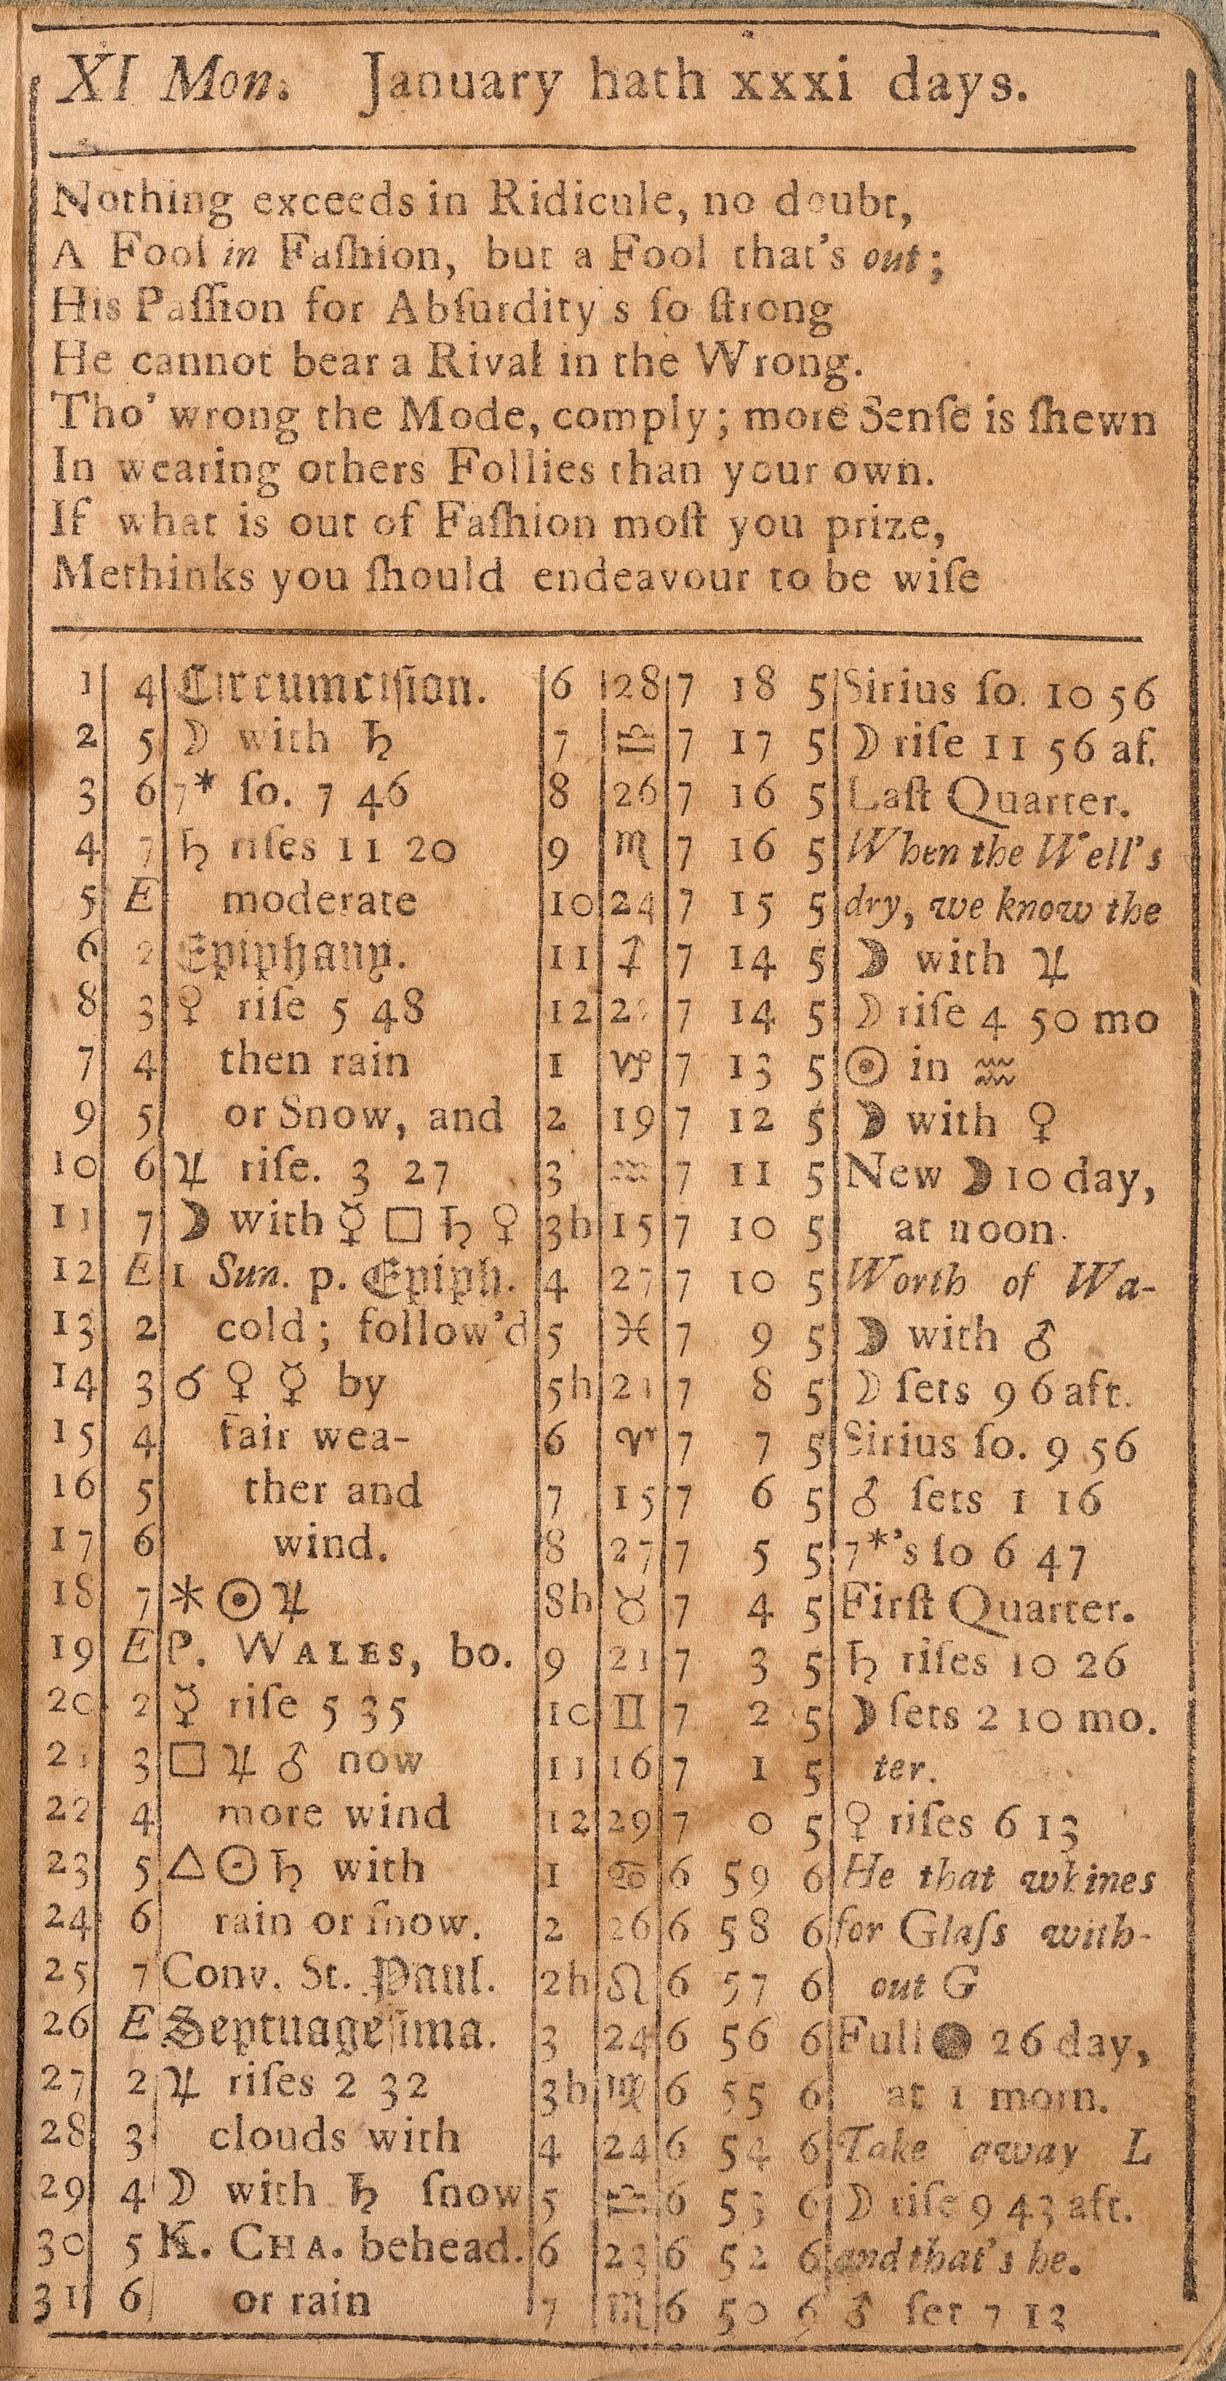 XI Mon. January hath xxxi days.
Nothing exceeds in Ridicule, no doubt,
A Fool in Faſhion, but a Fool that's out;
His Paſſion for Abſurdity s ſo ſtrong
He cannot bear a Rival in the Wrong.
Tho' wrong the Mode, comply; more Senſe is ſhewn
In wearing others Follies than your own.
If what is out of Faſhion moſt you prize,
Methinks you ſhould endeavour to be wiſe
1 4 Circumciſion. 6 28 7 18 5 Sirius ſo. 10 56
2 5 ☽ with ♄ 7 ♎ 7 17 5 ☽ riſe 11 56 af.
3 6 7* ſo. 7 46 8 26 7 16 5 Laſt Quarter.
4 7 ♄ riſes 11 20 9 ♏ 7 16 5 When the Well's
5 E moderate 10 24 7 15 5 dry, we know the
6 2 Epiphany. 11 ♐ 7 14 5 ☽ with ♃
8 3 ♀ riſe 5 48 12 2 7 14 5 ☽ riſe 4 50 mo
7 4 then rain 1 ♑ 7 13 5 ☉ in ♒
9 5 or Snow, and 2 19 7 12 5 ☽ with ♀
10 6 ♃ riſe. 3 27 3 ♒ 7 11 5 New ☽ 10 day,
11 7 ☽ with ☿ □ ♄ ♀ 3h 15 7 10 5 at noon.
12 E 1 Sun. p. Epiph. 4 27 7 10 5 Worth of Wa-
13 2 cold; follow'd 5 ♓ 7 9 5 ☽ with ♂
14 3 ☌ ♀ ☿ by 5h 21 7 8 5 ☽ ſets 9 6 aft.
15 4 fair wea- 6 ♈ 7 7 5 Sirius ſo. 9 56
16 5 ther and 7 15 7 6 5 ♂ ſets 1 16
17 6 wind. 8 27 7 5 5 7*'s ſo 6 47
18 7 ⚹ ☉ ♃ 8h ♉ 7 4 5 Firſt Quarter.
19 E P. WALES, bo. 9 21 7 3 5 ♄ riſes 10 26
20 2 ☿ riſe 5 35 10 ♊ 7 2 5 ☽ ſets 2 10 mo.
21 3 □ ♃ ♂ now 11 16 7 1 5 ter.
22 4 more wind 12 29 7 0 5 ♀ riſes 6 13
23 5 △ ☉ ♄ with 1 ♋ 6 59 6 He that whines
24 6 rain or ſnow. 2 26 6 58 6 for Glaſs with-
25 7 Conv. St. Paul. 2h ♌ 6 57 6 out G
26 E Septuageſima. 3 24 6 56 6 Full ● 26 day,
27 2 ♃ riſes 2 32 3h ♍ 6 55 6 at 1 morn.
28 3 clouds with 4 24 6 54 6 Take away L
29 4 ☽ with ♄ ſnow 5 ♎ 6 53 6 ☽ riſe 9 43 aft.
30 5 K. CHA. behead. 6 23 6 52 6 and that's he.
31 6 or rain 7 ♏ 6 50 6 ♂ ſet 7 13